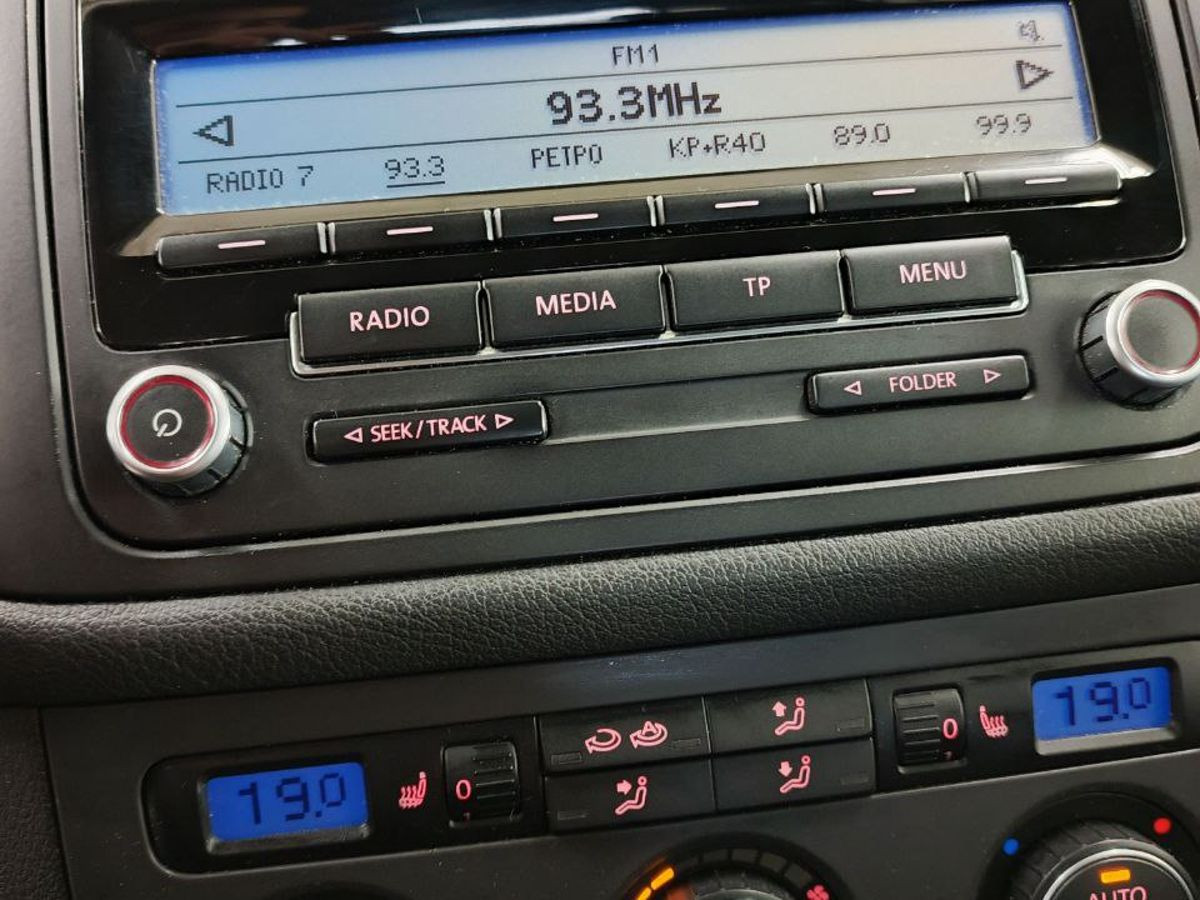 FM1
93.3MHz
RADIO 7 93.3 PETPO KP+R40 89.0 99.9
RADIO MEDIA TP MENU
SEEK/TRACK FOLDER
19.0 0 0 19.0
A
AUTO